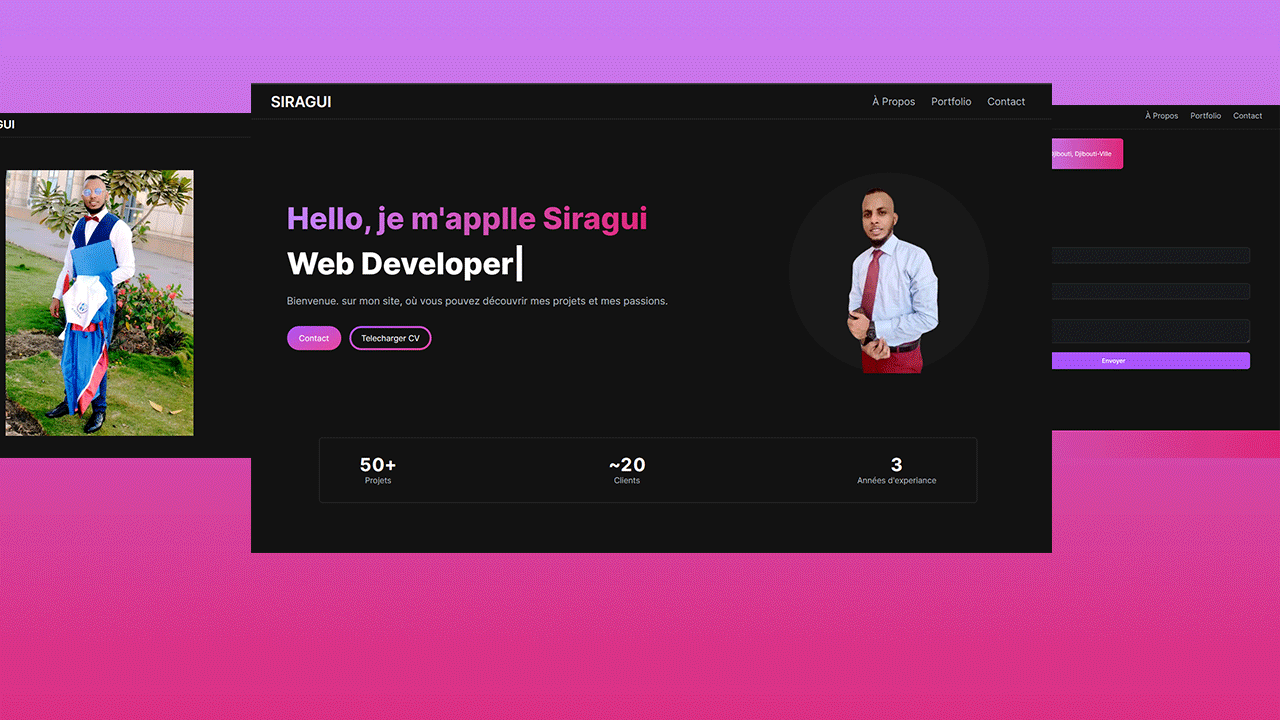 GUI
SIRAGUI
À Propos Portfolio Contact
Hello, je m'applle Siragui
Web Developer|
Bienvenue. sur mon site, où vous pouvez découvrir mes projets et mes passions.
Contact
Telecharger CV
50+
Projets
~20
Clients
3
Années d'experiance
À Propos Portfolio Contact
Djibouti, Djibouti-Ville
Envoyer